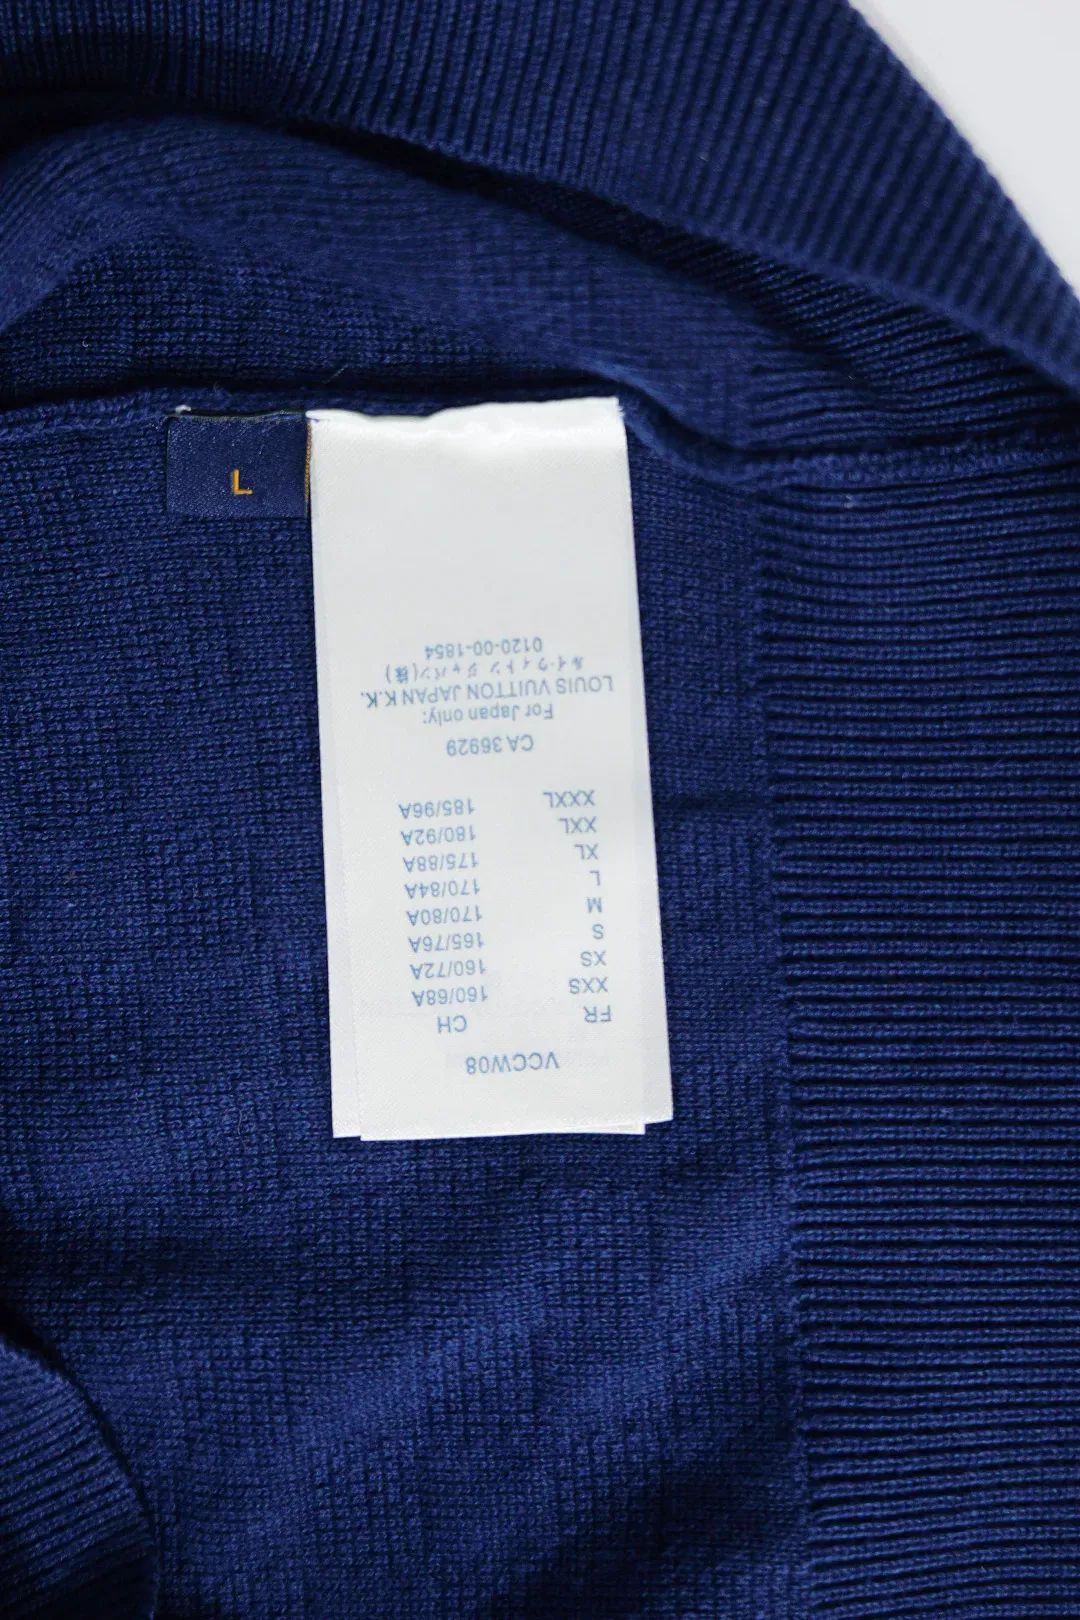 L
VCCW08
FR CH
XXS 160/68A
XS 160/72A
S 165/76A
M 170/80A
L 170/84A
XL 175/88A
XXL 180/92A
XXXL 185/96A
CA 36929
For Japan only:
LOUIS VUITTON JAPAN K.K.
ルイ・ヴィトン ジャパン(株)
0120-00-1854